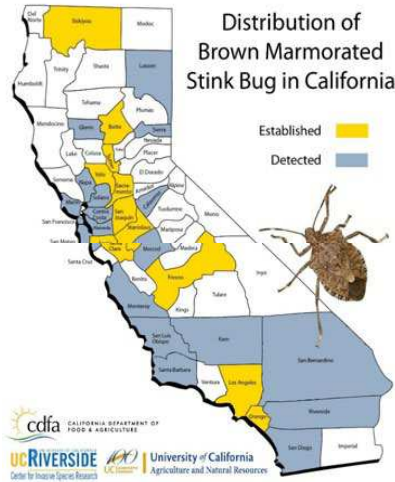 Distribution of
Brown Marmorated
Stink Bug in California
Established
Detected
Del
Norte
Siskiyou
Modoc
Humboldt
Trinity
Shasta
Lassen
Tehama
Plumas
Mendocino
Glenn
Butte
Sierra
Nevada
Lake
Colusa
Placer
Sonoma
Napa
Yolo
El Dorado
Alpine
Solano
Sacra-
mento
Amador
Calaveras
Marin
Contra
Costa
San
Joaquin
Tuolumne
Mono
San Francisco
Alameda
Stanislaus
Mariposa
San Mateo
Clara
Merced
Madera
Santa Cruz
Benito
Fresno
Inyo
Monterey
Kings
Tulare
San Luis
Obispo
Kern
San Bernardino
Santa Barbara
Ventura
Los Angeles
Orange
Riverside
San Diego
Imperial
cdfa
CALIFORNIA DEPARTMENT OF
FOOD & AGRICULTURE
UCRIVERSIDE
Center for Invasive Species Research
UC
University of California
Agriculture and Natural Resources